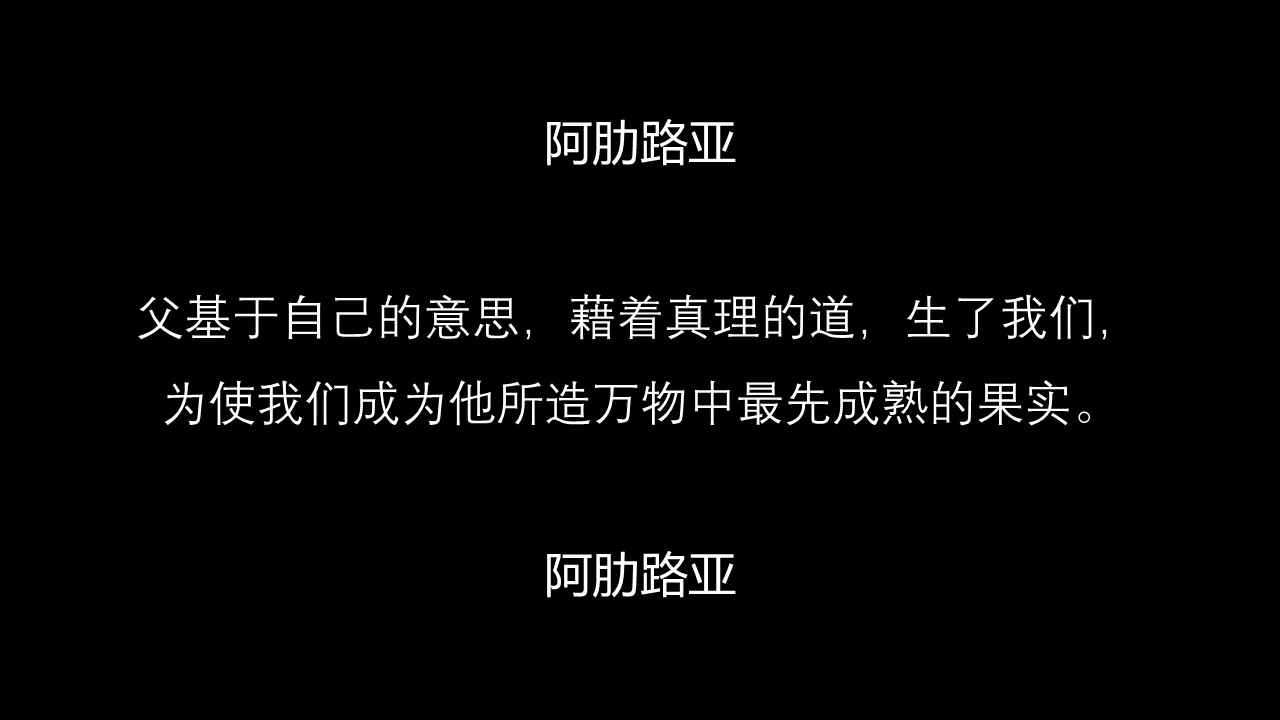 阿肋路亚
父基于自己的意思，藉着真理的道，生了我们，
为使我们成为他所造万物中最先成熟的果实。
阿肋路亚